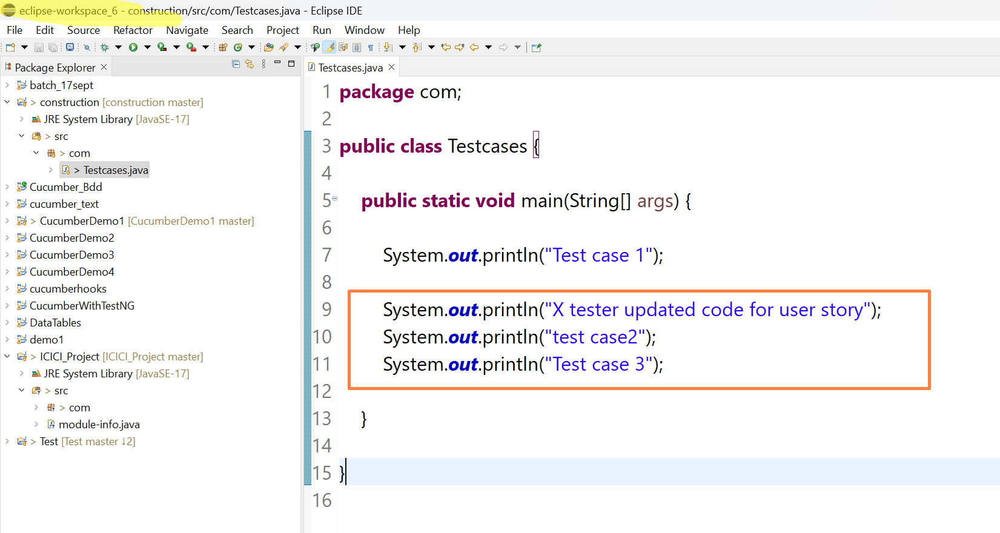 eclipse-workspace_6 - construction/src/com/Testcases.java - Eclipse IDE
File Edit Source Refactor Navigate Search Project Run Window Help
Package Explorer
batch_17sept
> construction [construction master]
JRE System Library [JavaSE-17]
> src
> com
> Testcases.java
Cucumber_Bdd
cucumber_text
> CucumberDemo1 [CucumberDemo1 master]
CucumberDemo2
CucumberDemo3
CucumberDemo4
cucumberhooks
CucumberWithTestNG
DataTables
demo1
> ICICI_Project [ICICI_Project master]
JRE System Library [JavaSE-17]
> src
> com
module-info.java
> Test [Test master ↓2]
Testcases.java
1 package com;
2
3 public class Testcases {
4
5 public static void main(String[] args) {
6
7 System.out.println("Test case 1");
8
9 System.out.println("X tester updated code for user story");
10 System.out.println("test case2");
11 System.out.println("Test case 3");
12
13 }
14
15 }
16